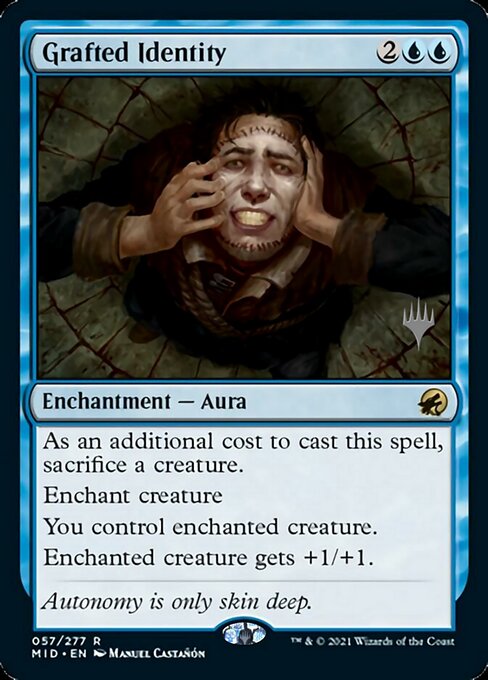 Grafted Identity 2
Enchantment — Aura
As an additional cost to cast this spell,
sacrifice a creature.
Enchant creature
You control enchanted creature.
Enchanted creature gets +1/+1.
Autonomy is only skin deep.
057/277 R
MID • EN Manuel Castañón
™ & © 2021 Wizards of the Coast